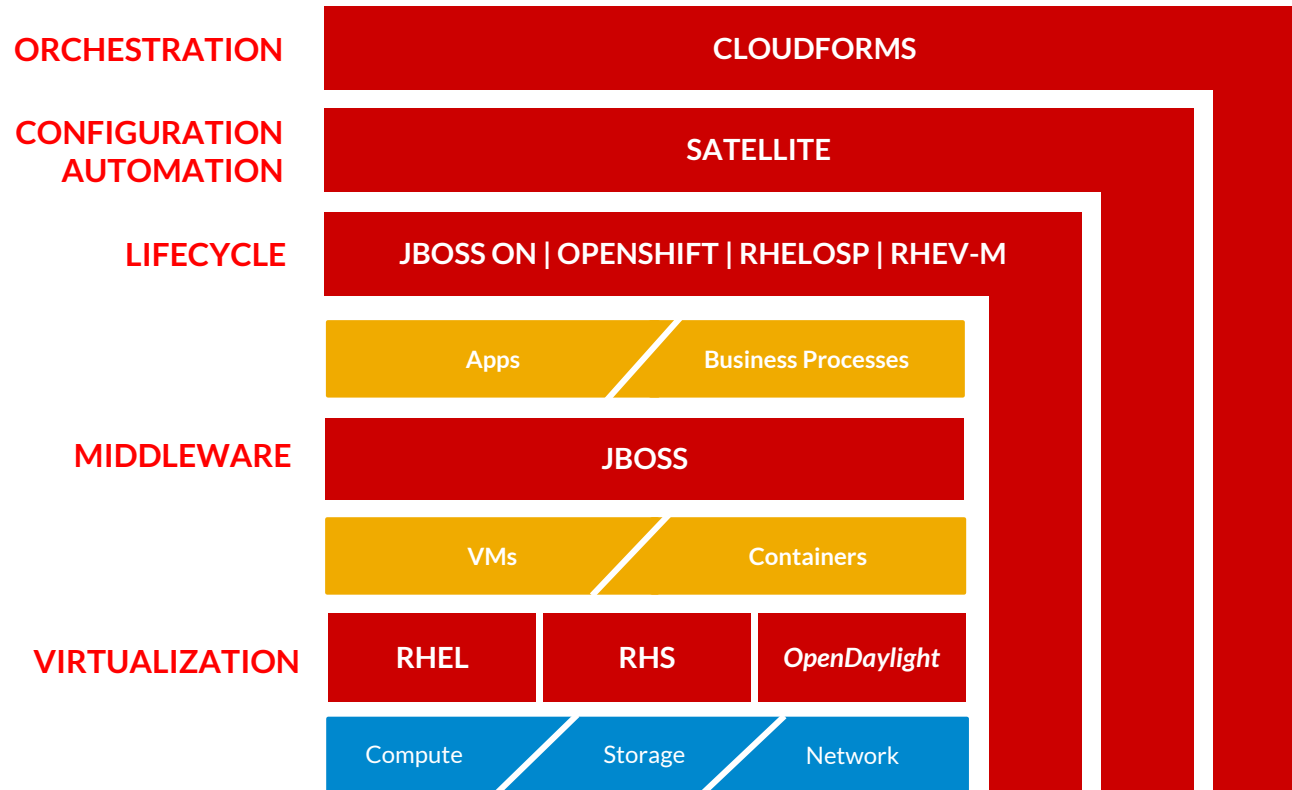 ORCHESTRATION
CLOUDFORMS
CONFIGURATION
AUTOMATION
SATELLITE
LIFECYCLE
JBOSS ON | OPENSHIFT | RHELOSP | RHEV-M
Apps
Business Processes
MIDDLEWARE
JBOSS
VMs
Containers
VIRTUALIZATION
RHEL
RHS
OpenDaylight
Compute
Storage
Network